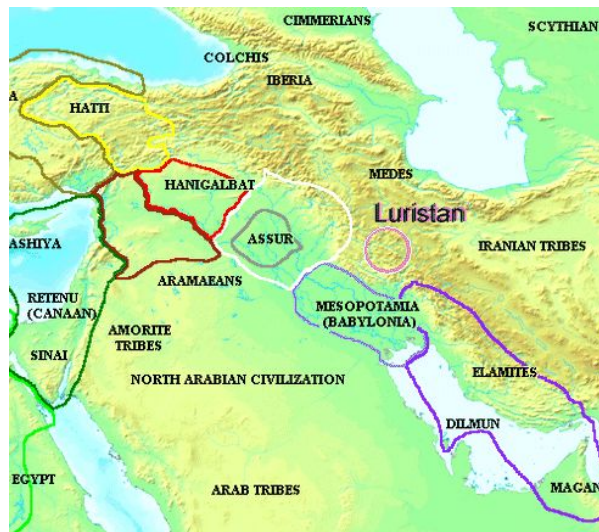 CIMMERIANS
SCYTHIAN
COLCHIS
IBERIA
A
HATTI
HANIGALBAT
MEDES
Luristan
ASSUR
IRANIAN TRIBES
ASHIYA
ARAMAEANS
RETENU
(CANAAN)
MESOPOTAMIA
(BABYLONIA)
AMORITE
TRIBES
SINAI
NORTH ARABIAN CIVILIZATION
ELAMITES
DILMUN
EGYPT
ARAB TRIBES
MAGAN